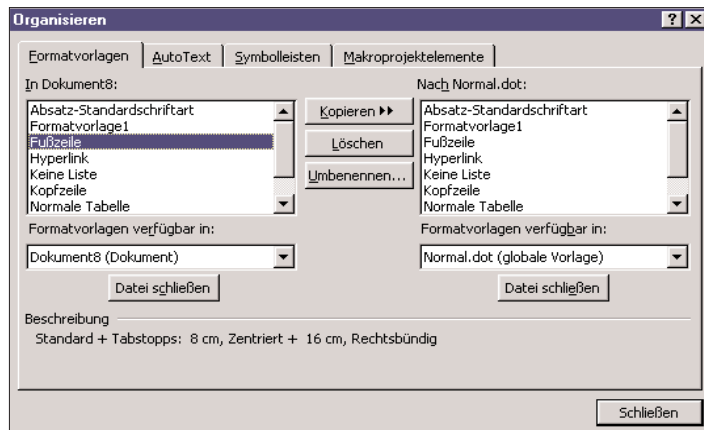 Organisieren
Formatvorlagen AutoText Symbolleisten Makroprojektelemente
In Dokument8: Nach Normal.dot:
Absatz-Standardschriftart Kopieren Absatz-Standardschriftart
Formatvorlage1 Formatvorlage1
Fußzeile Löschen Fußzeile
Hyperlink Hyperlink
Keine Liste Umbenennen... Keine Liste
Kopfzeile Kopfzeile
Normale Tabelle Normale Tabelle
Formatvorlagen verfügbar in: Formatvorlagen verfügbar in:
Dokument8 (Dokument) Normal.dot (globale Vorlage)
Datei schließen Datei schließen
Beschreibung
Standard + Tabstopps: 8 cm, Zentriert + 16 cm, Rechtsbündig
Schließen